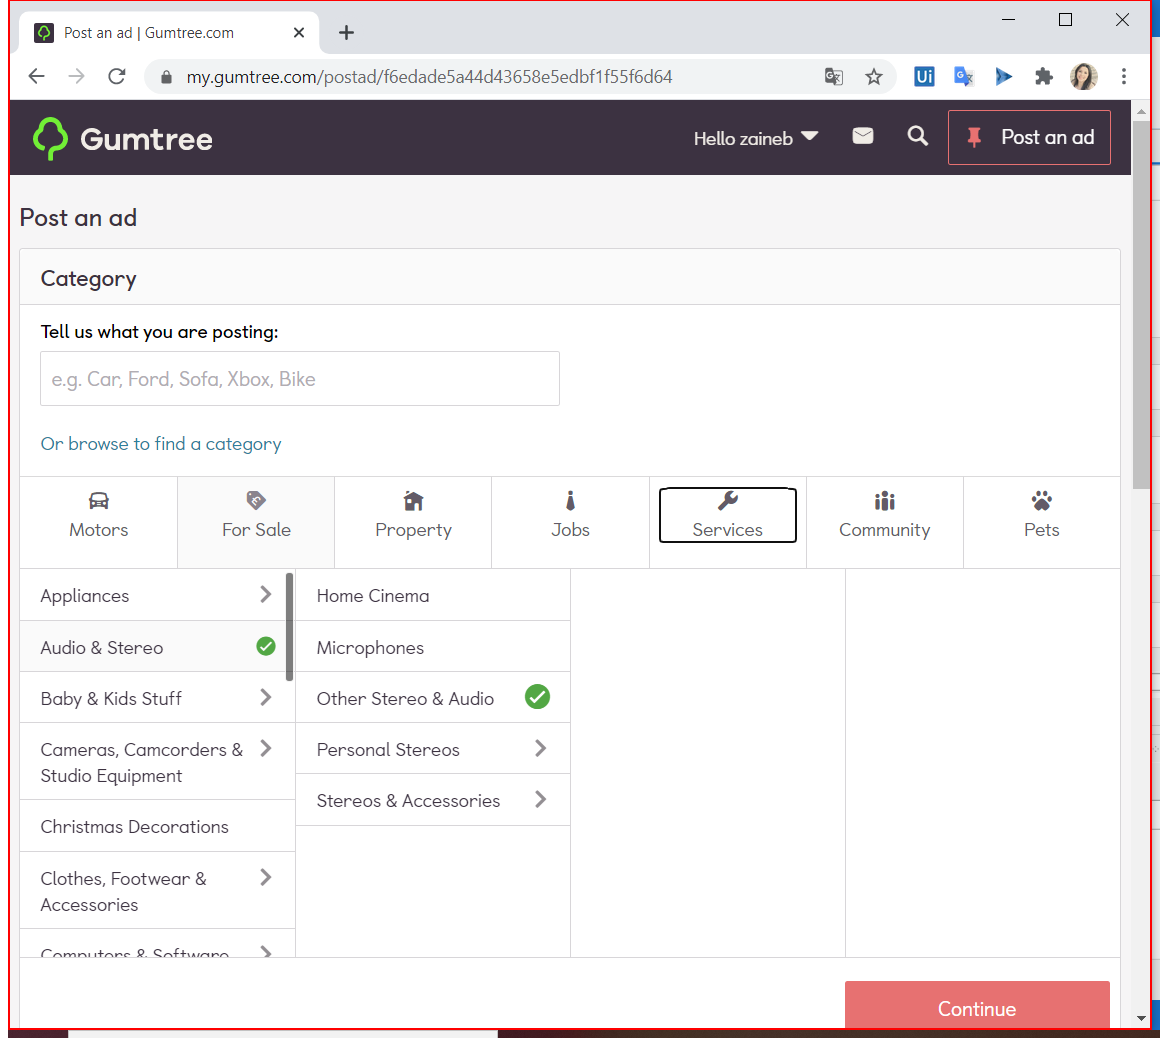 Post an ad | Gumtree.com
my.gumtree.com/postad/f6edade5a44d43658e5edbf1f55f6d64
Ui
Gumtree
Hello zaineb
Post an ad
Post an ad
Category
Tell us what you are posting:
e.g. Car, Ford, Sofa, Xbox, Bike
Or browse to find a category
Motors
For Sale
Property
Jobs
Services
Community
Pets
Appliances
Audio & Stereo
Baby & Kids Stuff
Cameras, Camcorders &
Studio Equipment
Christmas Decorations
Clothes, Footwear &
Accessories
Computers & Software
Home Cinema
Microphones
Other Stereo & Audio
Personal Stereos
Stereos & Accessories
Continue